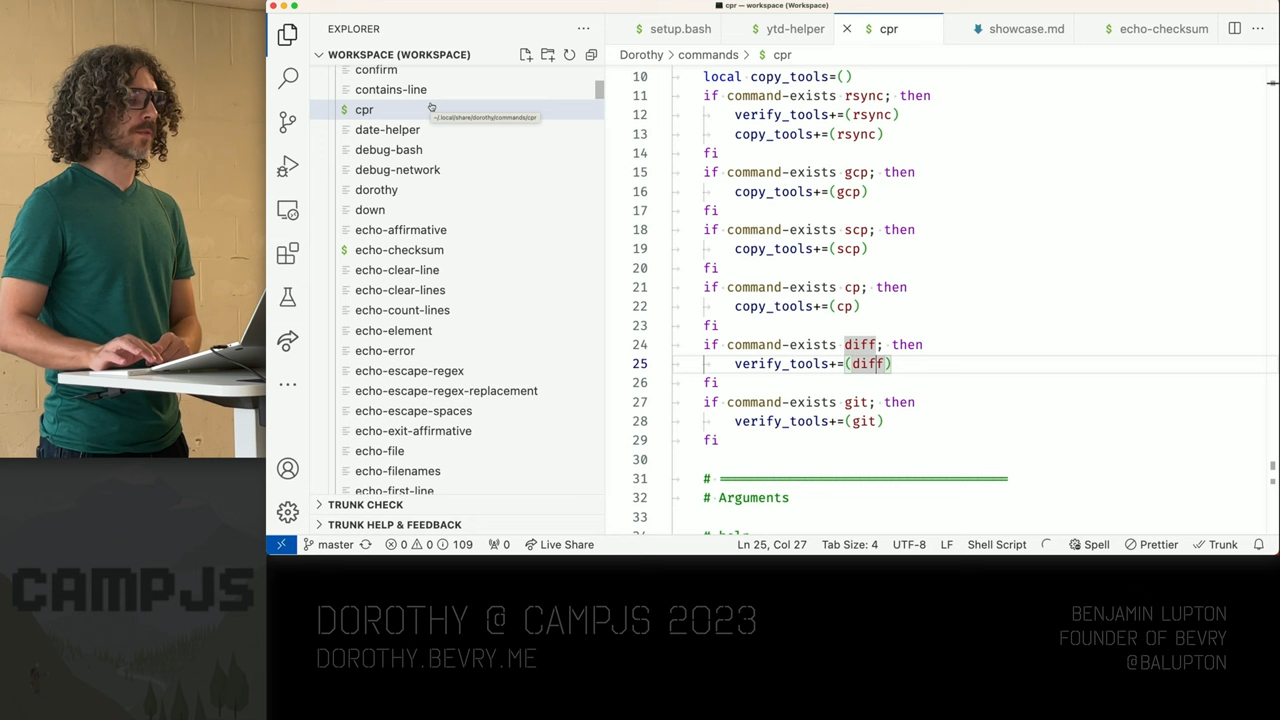 cpr — workspace (Workspace)
EXPLORER
WORKSPACE (WORKSPACE)
confirm
contains-line
cpr
~/.local/share/dorothy/commands/cpr
date-helper
debug-bash
debug-network
dorothy
down
echo-affirmative
echo-checksum
echo-clear-line
echo-clear-lines
echo-count-lines
echo-element
echo-error
echo-escape-regex
echo-escape-regex-replacement
echo-escape-spaces
echo-exit-affirmative
echo-file
echo-filenames
echo-first-line
TRUNK CHECK
TRUNK HELP & FEEDBACK
setup.bash ytd-helper cpr showcase.md echo-checksum
Dorothy > commands > cpr
10 local copy_tools=()
11 if command-exists rsync; then
12 verify_tools+=(rsync)
13 copy_tools+=(rsync)
14 fi
15 if command-exists gcp; then
16 copy_tools+=(gcp)
17 fi
18 if command-exists scp; then
19 copy_tools+=(scp)
20 fi
21 if command-exists cp; then
22 copy_tools+=(cp)
23 fi
24 if command-exists diff; then
25 verify_tools+=(diff)
26 fi
27 if command-exists git; then
28 verify_tools+=(git)
29 fi
30
31 # =====================================
32 # Arguments
33
master 0 0 109 0 Live Share Ln 25, Col 27 Tab Size: 4 UTF-8 LF Shell Script Spell Prettier Trunk
CAMPJS
DOROTHY @ CAMPJS 2023
DOROTHY.BEVRY.ME
BENJAMIN LUPTON
FOUNDER OF BEVRY
@BALUPTON